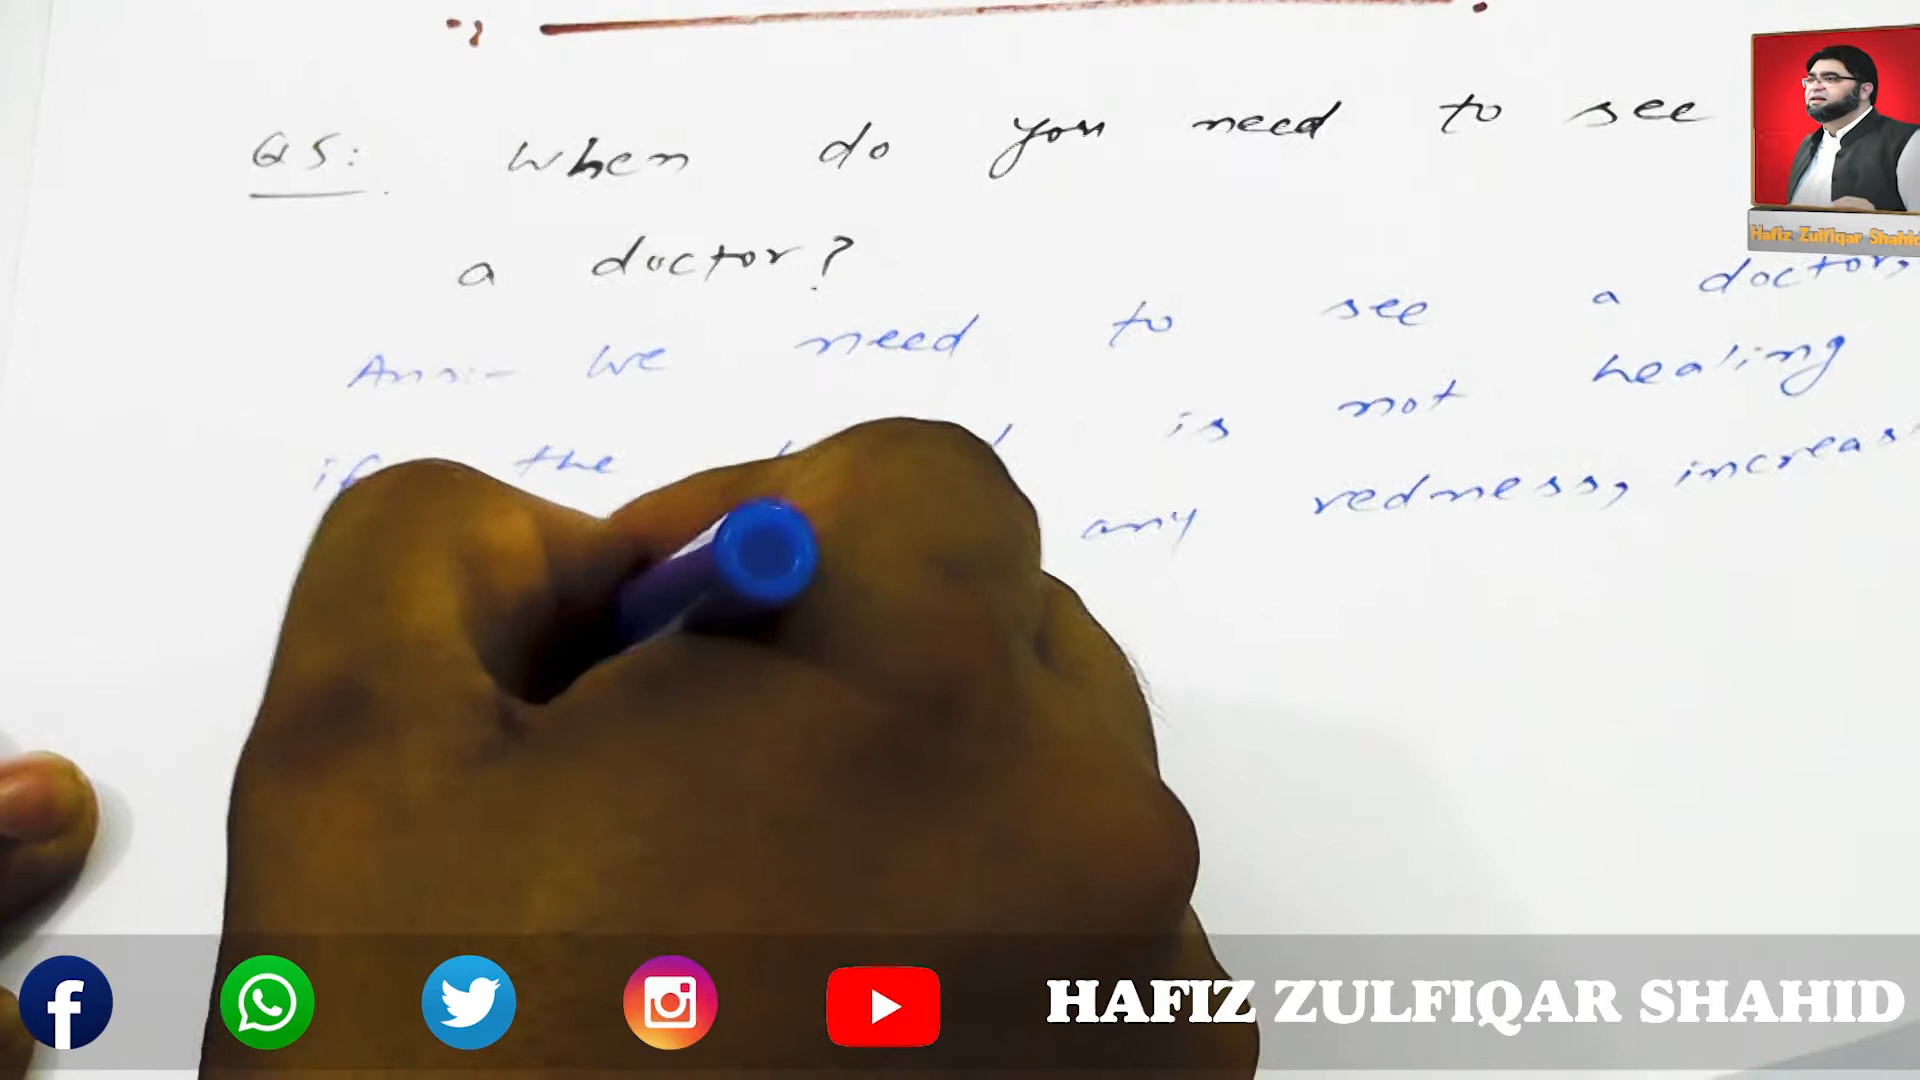 Q5: When do you need to see
a doctor?
Ans:- We need to see a doctor,
if the is not healing
any redness, increas
Hafiz Zulfiqar Shahid
HAFIZ ZULFIQAR SHAHID